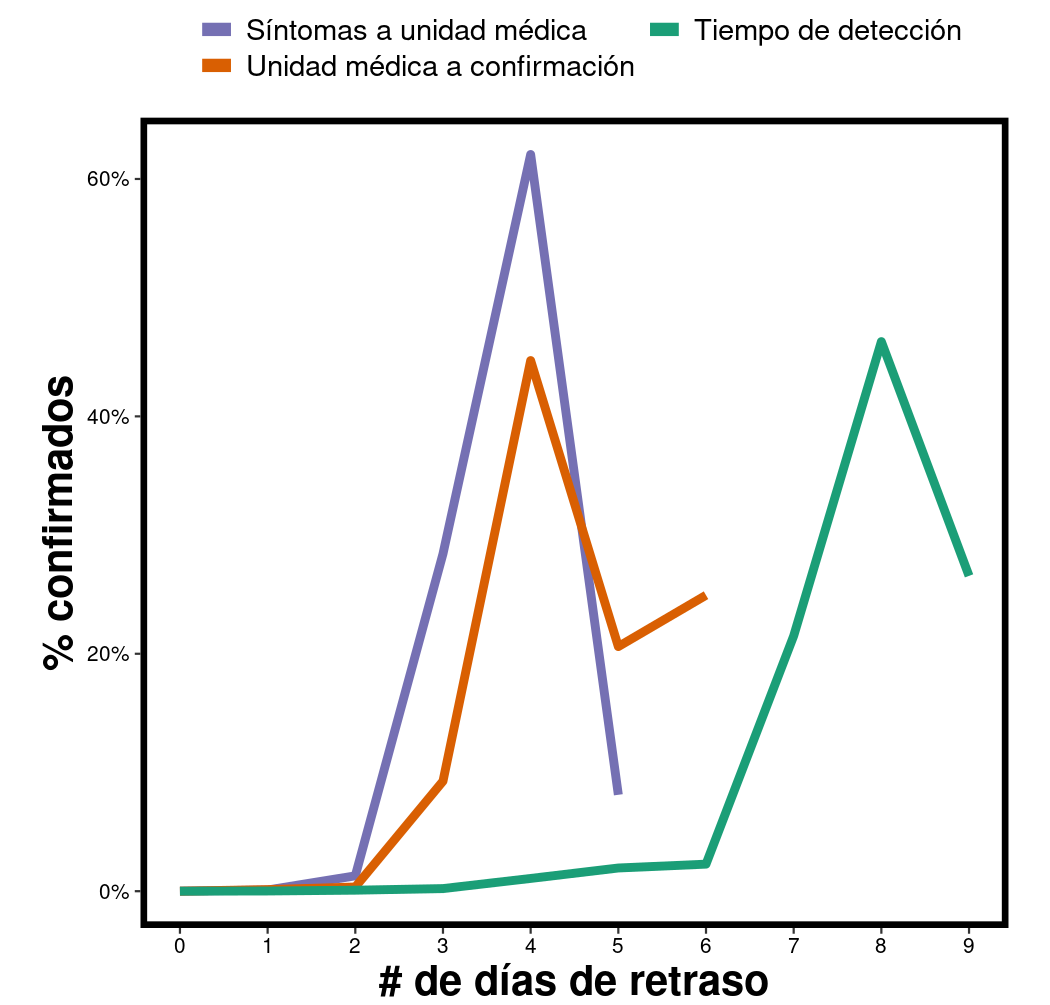 Síntomas a unidad médica
Tiempo de detección
Unidad médica a confirmación
60%
40%
20%
0%
% confirmados
0 1 2 3 4 5 6 7 8 9
# de días de retraso